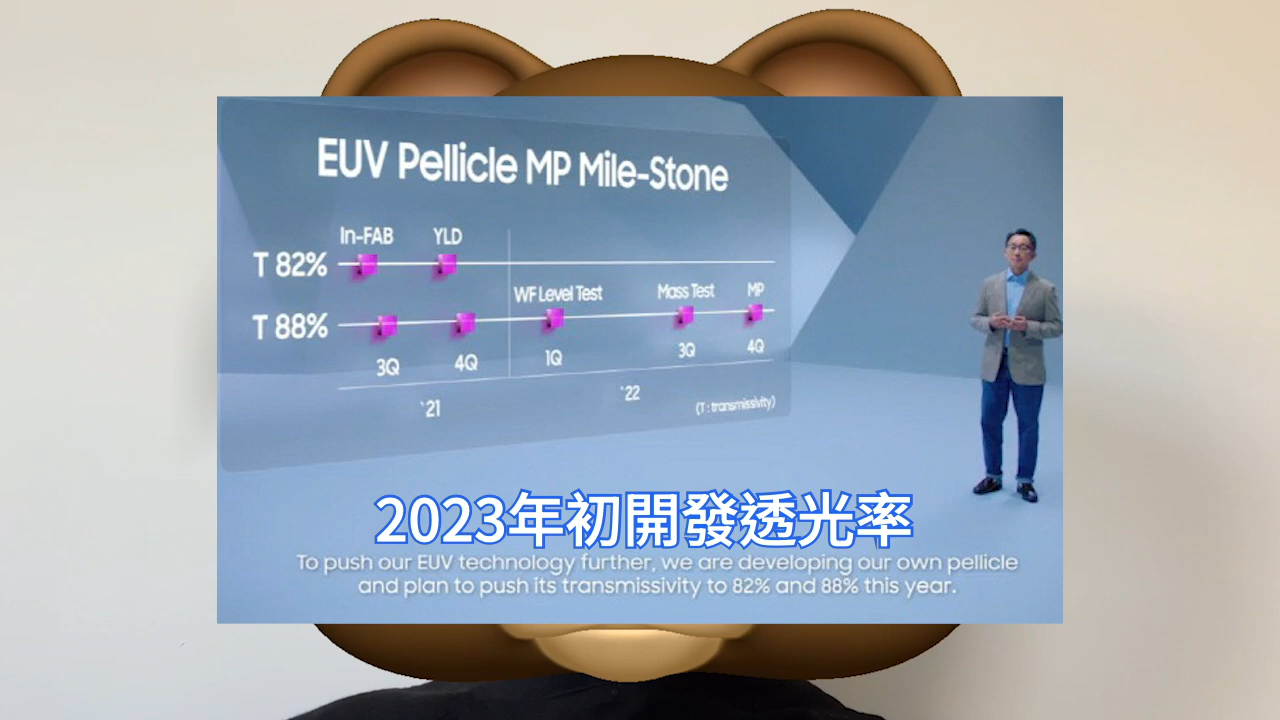 EUV Pellicle MP Mile-Stone
In-FAB YLD
T 82%
WF Level Test Mass Test MP
T 88%
3Q 4Q 1Q 3Q 4Q
`21 `22
(T : transmissivity)
2023年初開發透光率
To push our EUV technology further, we are developing our own pellicle
and plan to push its transmissivity to 82% and 88% this year.